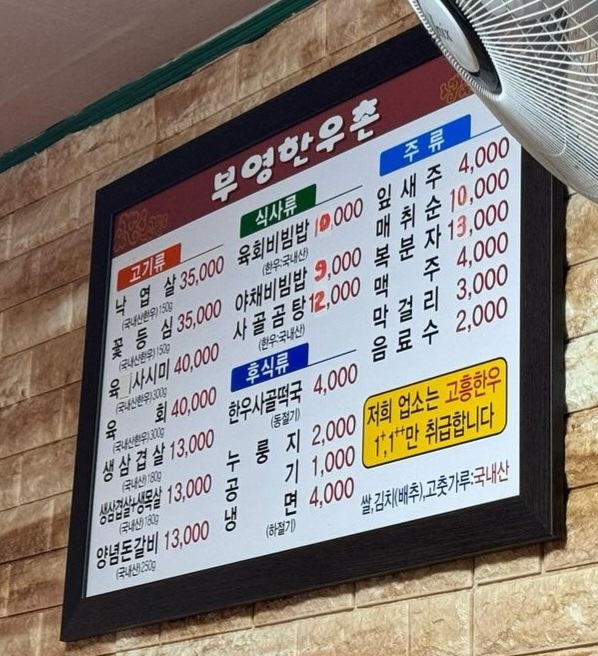 부영한우촌
고기류
낙엽살 35,000
(국내산한우)150g
꽃등심 35,000
(국내산한우)150g
육사시미 40,000
(국내산한우)300g
육회 40,000
(국내산한우)300g
생삼겹살 13,000
(국내산)180g
생삼겹살+생목살 13,000
(국내산)180g
양념돈갈비 13,000
(국내산)250g
식사류
육회비빔밥 10,000
(한우:국내산)
야채비빔밥 9,000
사골곰탕 12,000
(한우:국내산)
후식류
한우사골떡국 4,000
(동절기)
누룽지 2,000
공기 1,000
냉면 4,000
(하절기)
주류
잎새주 4,000
매취순 10,000
복분자 13,000
맥주 4,000
막걸리 3,000
음료수 2,000
저희 업소는 고흥한우
1+,1++만 취급합니다
쌀,김치(배추),고춧가루:국내산